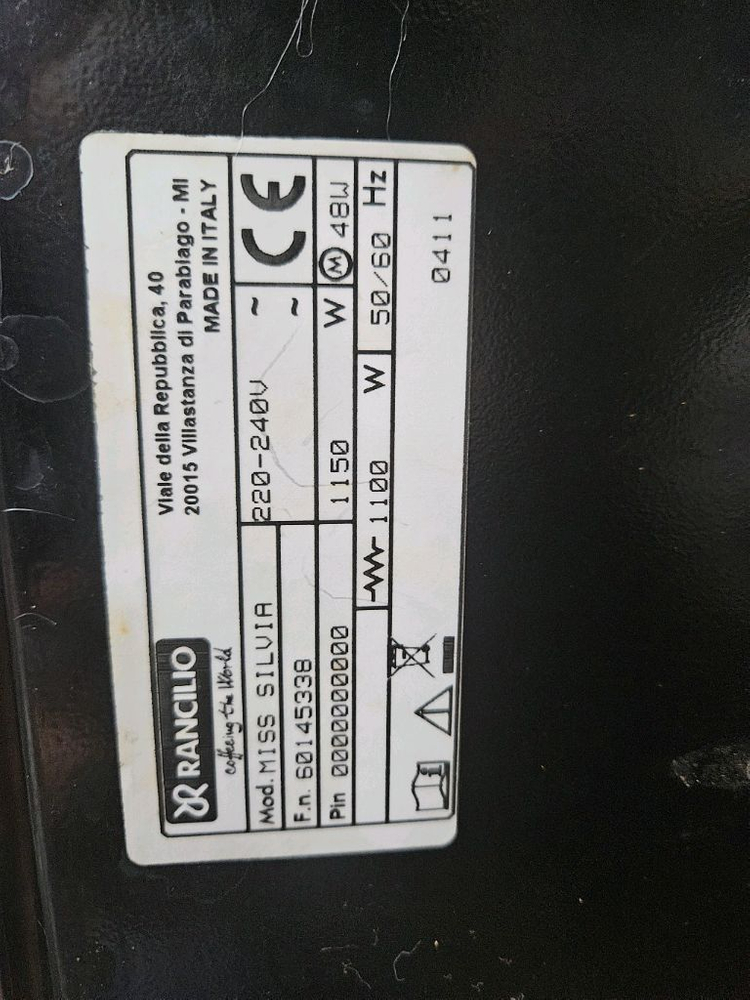 RANCILIO
coffeeing the World
Viale della Repubblica, 40
20015 Villastanza di Parabiago - MI
MADE IN ITALY
Mod. MISS SILVIA
220-240V ~
CE
F.n. 60145338
~
Pin 00000000000
1150 W
M 48W
1100 W
50/60 Hz
0411